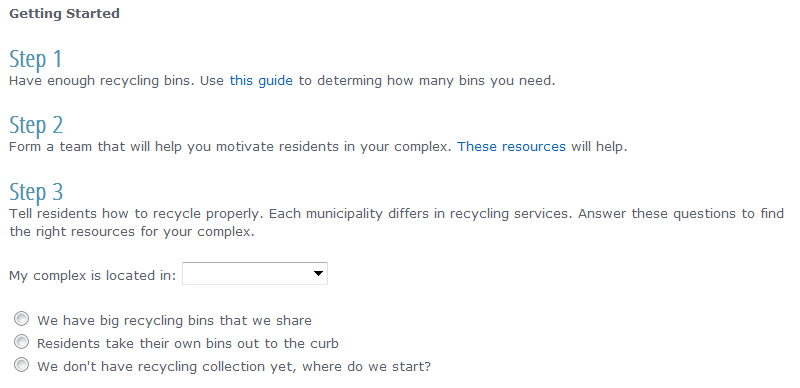 Getting Started
Step 1
Have enough recycling bins. Use this guide to determing how many bins you need.
Step 2
Form a team that will help you motivate residents in your complex. These resources will help.
Step 3
Tell residents how to recycle properly. Each municipality differs in recycling services. Answer these questions to find
the right resources for your complex.
My complex is located in:
We have big recycling bins that we share
Residents take their own bins out to the curb
We don't have recycling collection yet, where do we start?